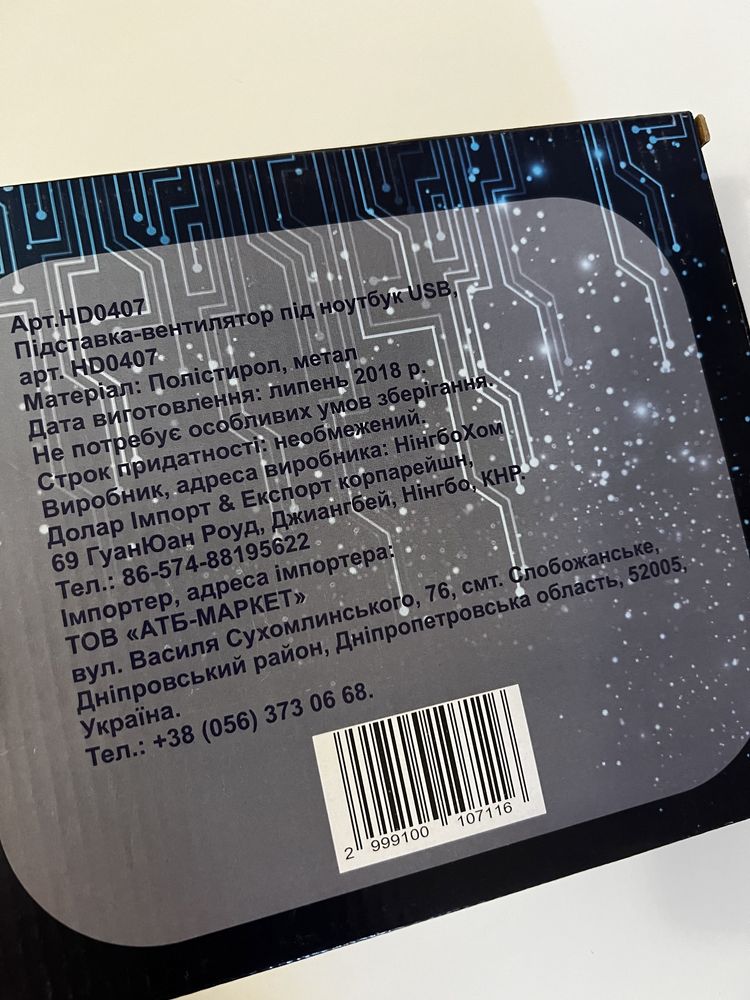 Арт.HD0407
Підставка-вентилятор під ноутбук USB,
арт. HD0407
Матеріал: Полістирол, метал
Дата виготовлення: липень 2018 р.
Не потребує особливих умов зберігання.
Строк придатності: необмежений.
Виробник, адреса виробника: НінгбоХом
Долар Імпорт & Експорт корпарейшн,
69 ГуанЮан Роуд, Джиангбей, Нінгбо, КНР.
Тел.: 86-574-88195622
Імпортер, адреса імпортера:
ТОВ «АТБ-МАРКЕТ»
вул. Василя Сухомлинського, 76, смт. Слобожанське,
Дніпровський район, Дніпропетровська область, 52005,
Україна.
Тел.: +38 (056) 373 06 68.
2 999100 107116